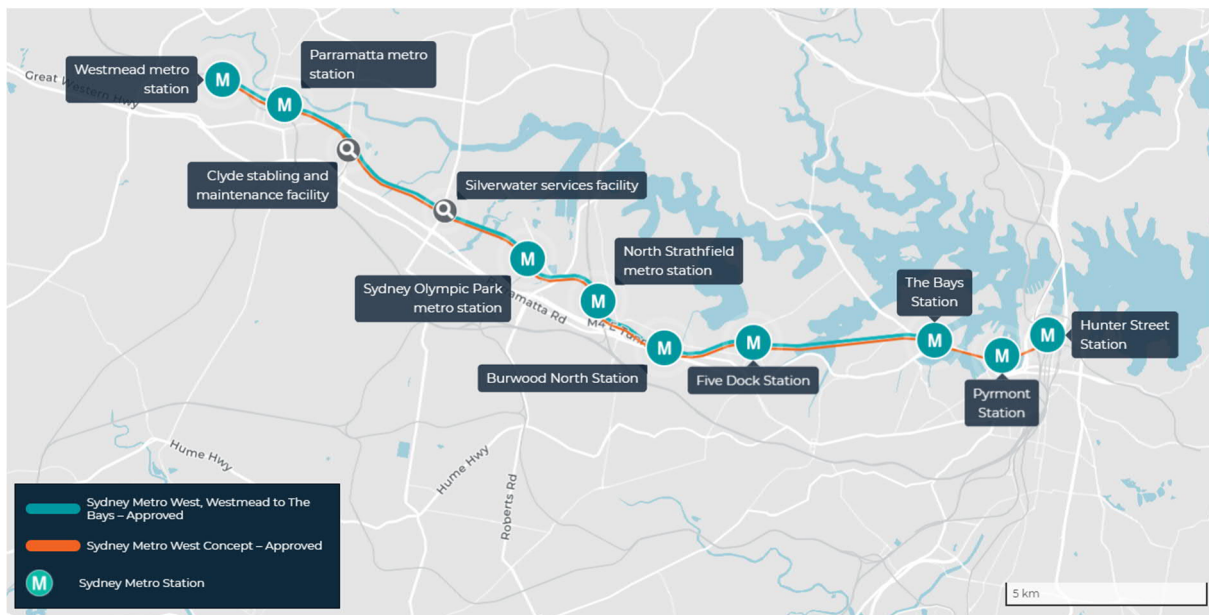 Westmead metro
station
M
Parramatta metro
station
M
Great Western Hwy
Clyde stabling and
maintenance facility
Silverwater services facility
M
Sydney Olympic Park
metro station
North Strathfield
metro station
M
amatta Rd
M4 E Tunn
M
Burwood North Station
M
Five Dock Station
The Bays
Station
M
M
Pyrmont
Station
M
Hunter Street
Station
Hume Hwy
Hume Hwy
Roberts Rd
Sydney Metro West, Westmead to The
Bays – Approved
Sydney Metro West Concept – Approved
M
Sydney Metro Station
5 km